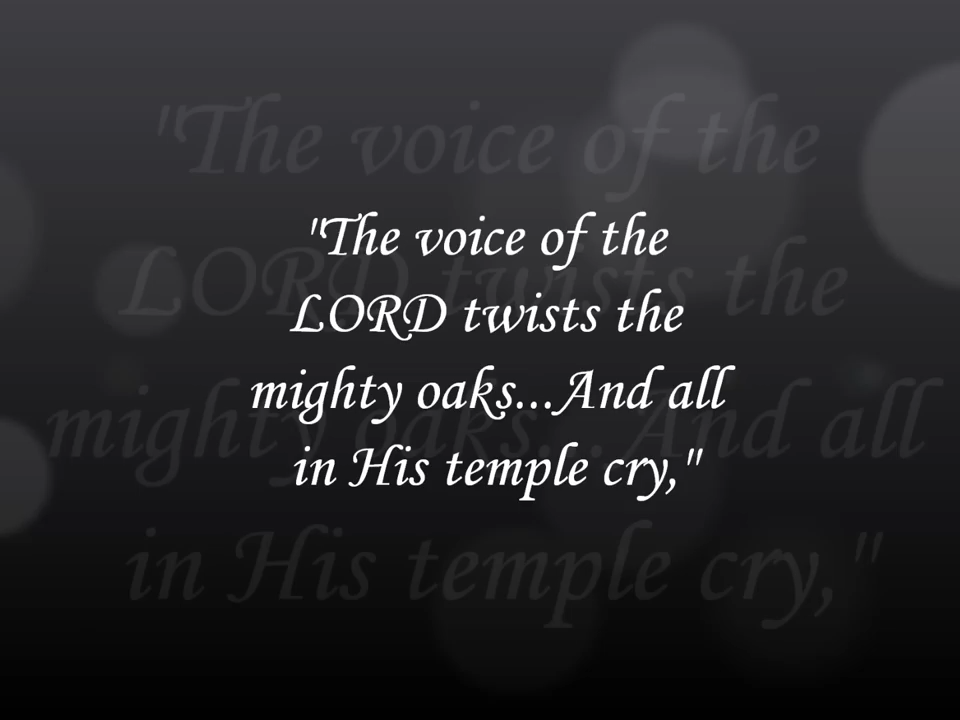 "The voice of the
LORD twists the
mighty oaks...And all
in His temple cry,"